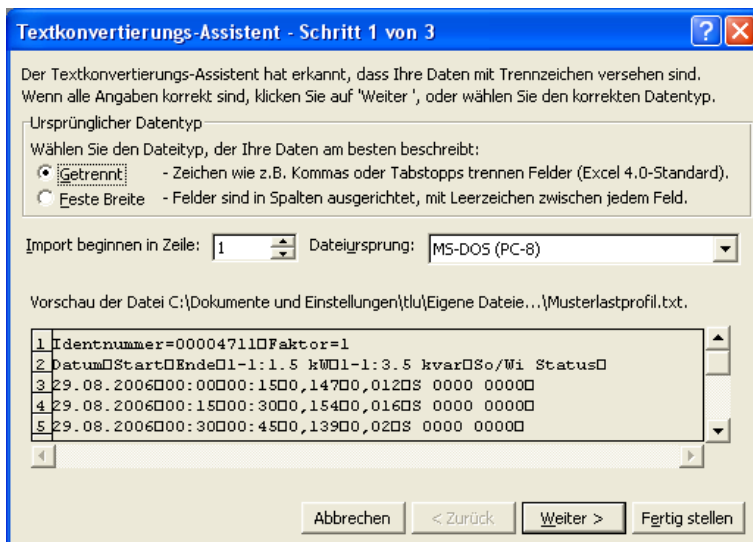 Textkonvertierungs-Assistent - Schritt 1 von 3
Der Textkonvertierungs-Assistent hat erkannt, dass Ihre Daten mit Trennzeichen versehen sind.
Wenn alle Angaben korrekt sind, klicken Sie auf 'Weiter ', oder wählen Sie den korrekten Datentyp.
Ursprünglicher Datentyp
Wählen Sie den Dateityp, der Ihre Daten am besten beschreibt:
Getrennt - Zeichen wie z.B. Kommas oder Tabstopps trennen Felder (Excel 4.0-Standard).
Feste Breite - Felder sind in Spalten ausgerichtet, mit Leerzeichen zwischen jedem Feld.
Import beginnen in Zeile: 1 Dateiursprung: MS-DOS (PC-8)
Vorschau der Datei C:\Dokumente und Einstellungen\tlu\Eigene Dateie...\Musterlastprofil.txt.
1 Identnummer=00004711□Faktor=1
2 Datum□Start□Ende□1-1:1.5 kW□1-1:3.5 kvar□So/Wi Status□
3 29.08.2006□00:00□00:15□0,147□0,012□S 0000 0000□
4 29.08.2006□00:15□00:30□0,154□0,016□S 0000 0000□
5 29.08.2006□00:30□00:45□0,139□0,02□S 0000 0000□
Abbrechen < Zurück Weiter > Fertig stellen